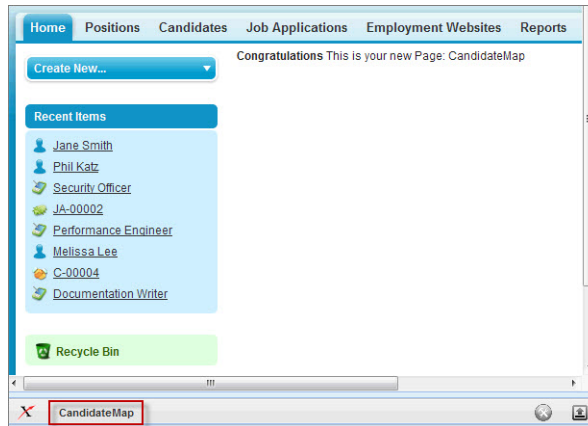 Home Positions Candidates Job Applications Employment Websites Reports
Create New...
Congratulations This is your new Page: CandidateMap
Recent Items
Jane Smith
Phil Katz
Security Officer
JA-00002
Performance Engineer
Melissa Lee
C-00004
Documentation Writer
Recycle Bin
CandidateMap